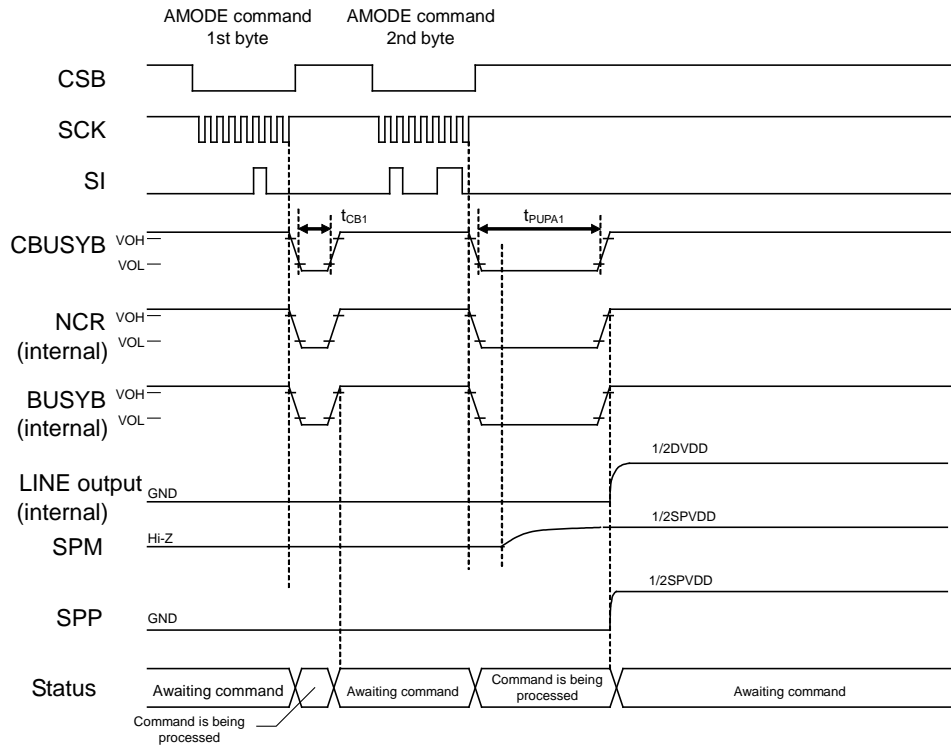 AMODE command
1st byte
AMODE command
2nd byte
CSB
SCK
SI
tCB1
tPUPA1
CBUSYB
VOH
VOL
NCR
(internal)
VOH
VOL
BUSYB
(internal)
VOH
VOL
1/2DVDD
LINE output
(internal)
GND
1/2SPVDD
SPM
Hi-Z
1/2SPVDD
SPP
GND
Status
Awaiting command
Awaiting command
Command is being
processed
Awaiting command
Command is being
processed